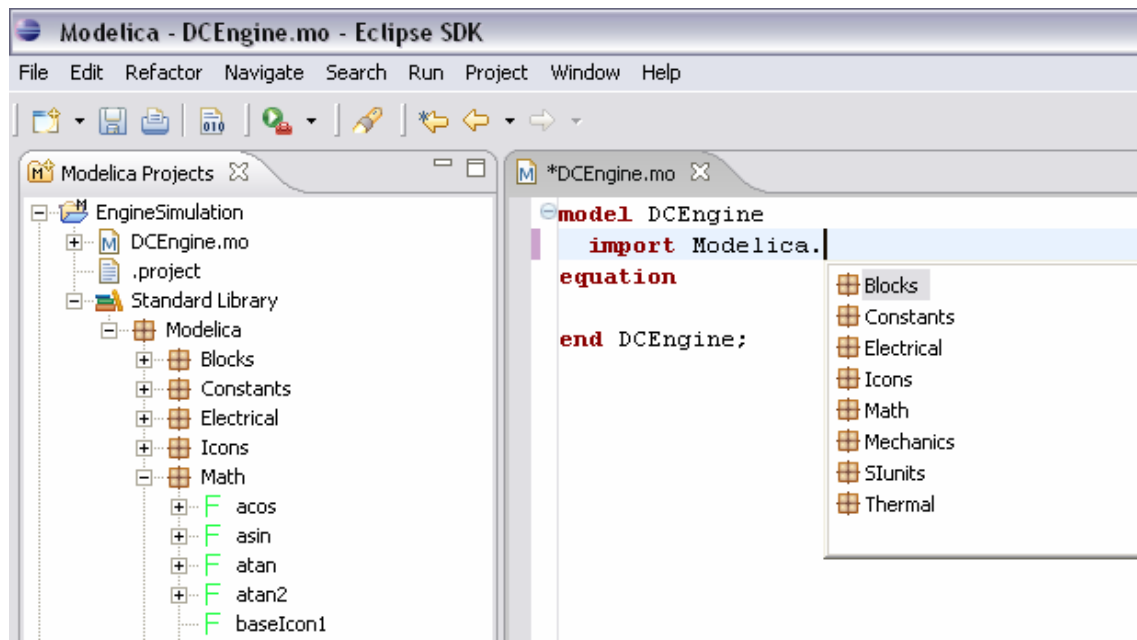 Modelica - DCEngine.mo - Eclipse SDK
File Edit Refactor Navigate Search Run Project Window Help
010
Modelica Projects
EngineSimulation
DCEngine.mo
.project
Standard Library
Modelica
Blocks
Constants
Electrical
Icons
Math
acos
asin
atan
atan2
baseIcon1
*DCEngine.mo
model DCEngine
import Modelica.
equation
end DCEngine;
Blocks
Constants
Electrical
Icons
Math
Mechanics
SIunits
Thermal